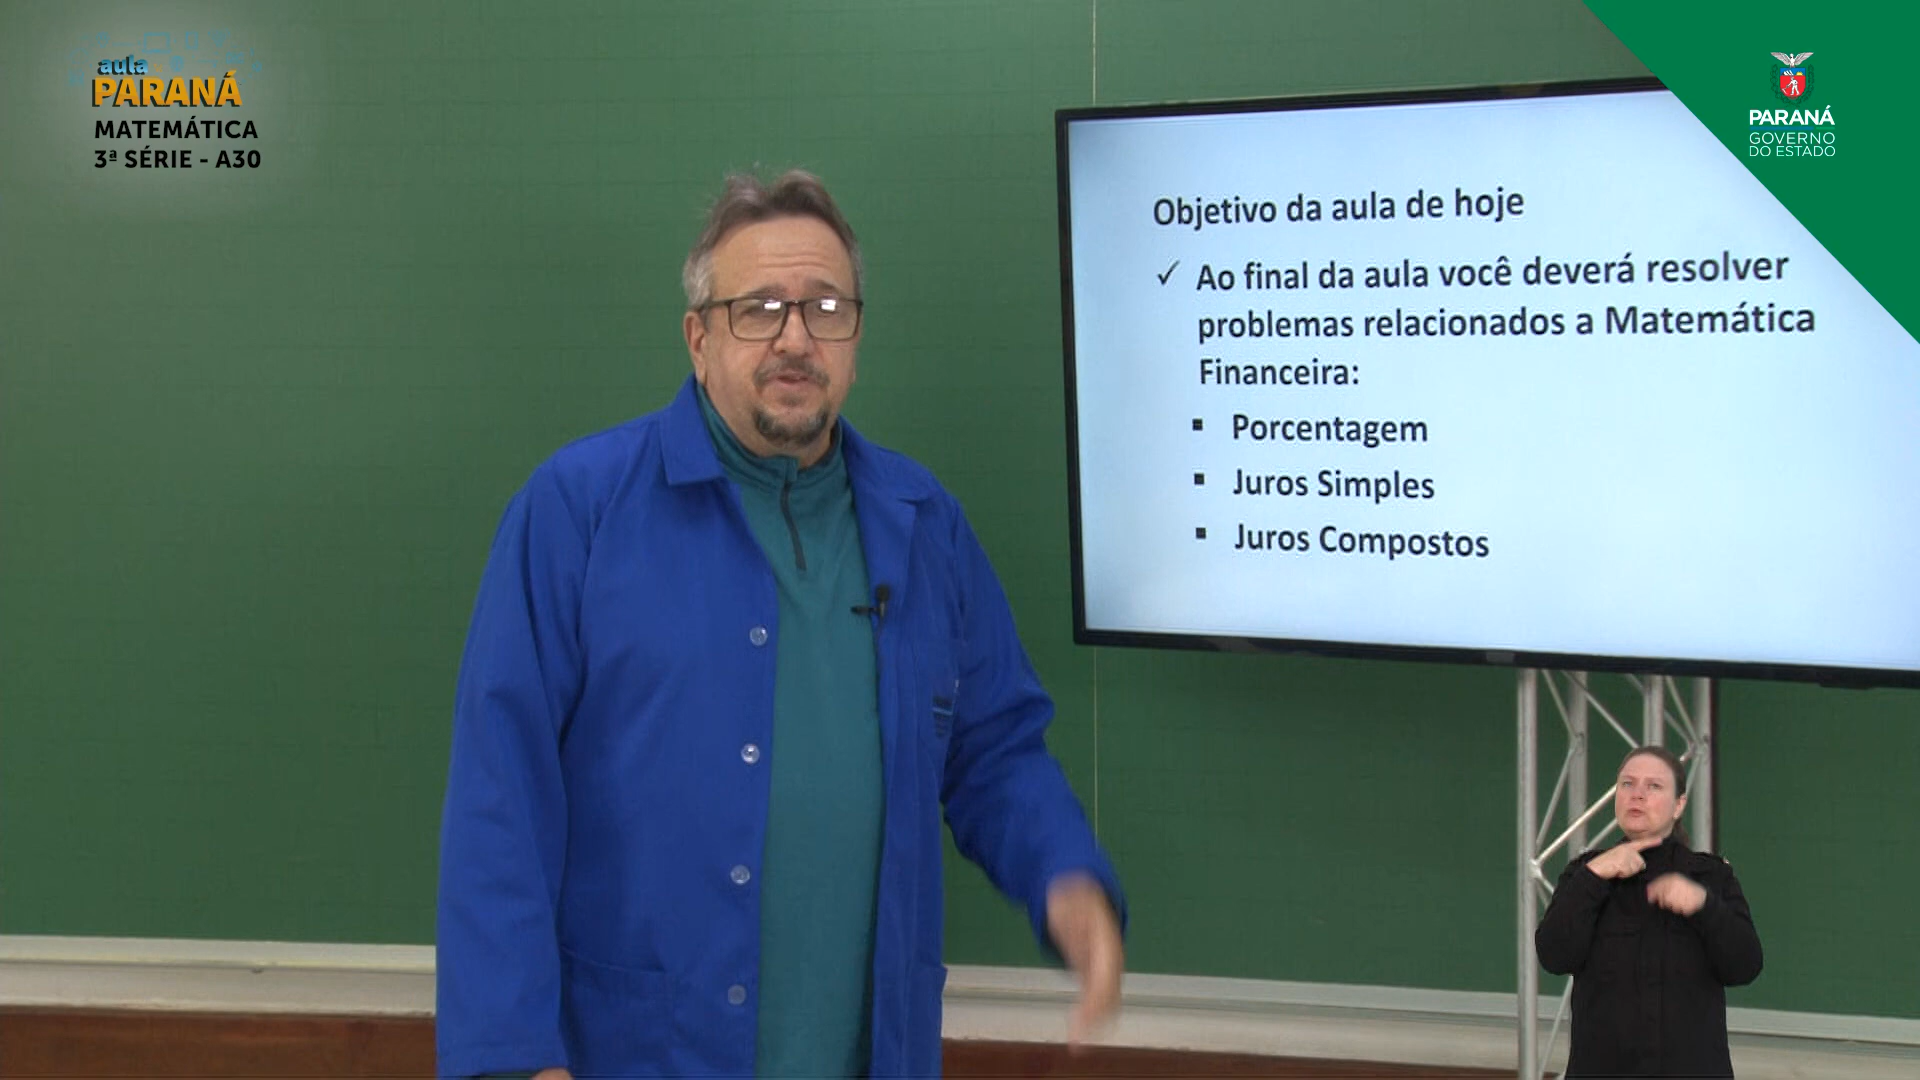 aula
PARANÁ
MATEMÁTICA
3ª SÉRIE - A30
PARANÁ
GOVERNO
DO ESTADO
Objetivo da aula de hoje
✓ Ao final da aula você deverá resolver
problemas relacionados a Matemática
Financeira:
▪ Porcentagem
▪ Juros Simples
▪ Juros Compostos